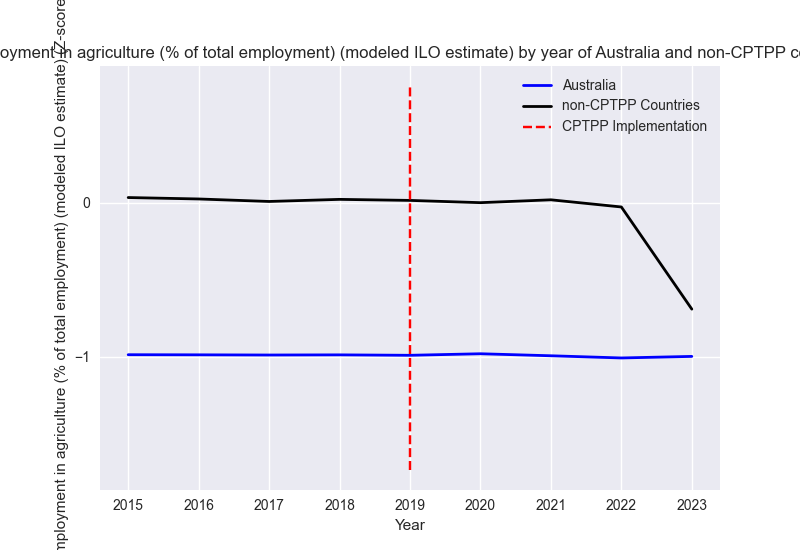 oyment in agriculture (% of total employment) (modeled ILO estimate) by year of Australia and non-CPTPP c
mployment in agriculture (% of total employment) (modeled ILO estimate) (Z-score
Australia
non-CPTPP Countries
CPTPP Implementation
0
−1
2015 2016 2017 2018 2019 2020 2021 2022 2023
Year